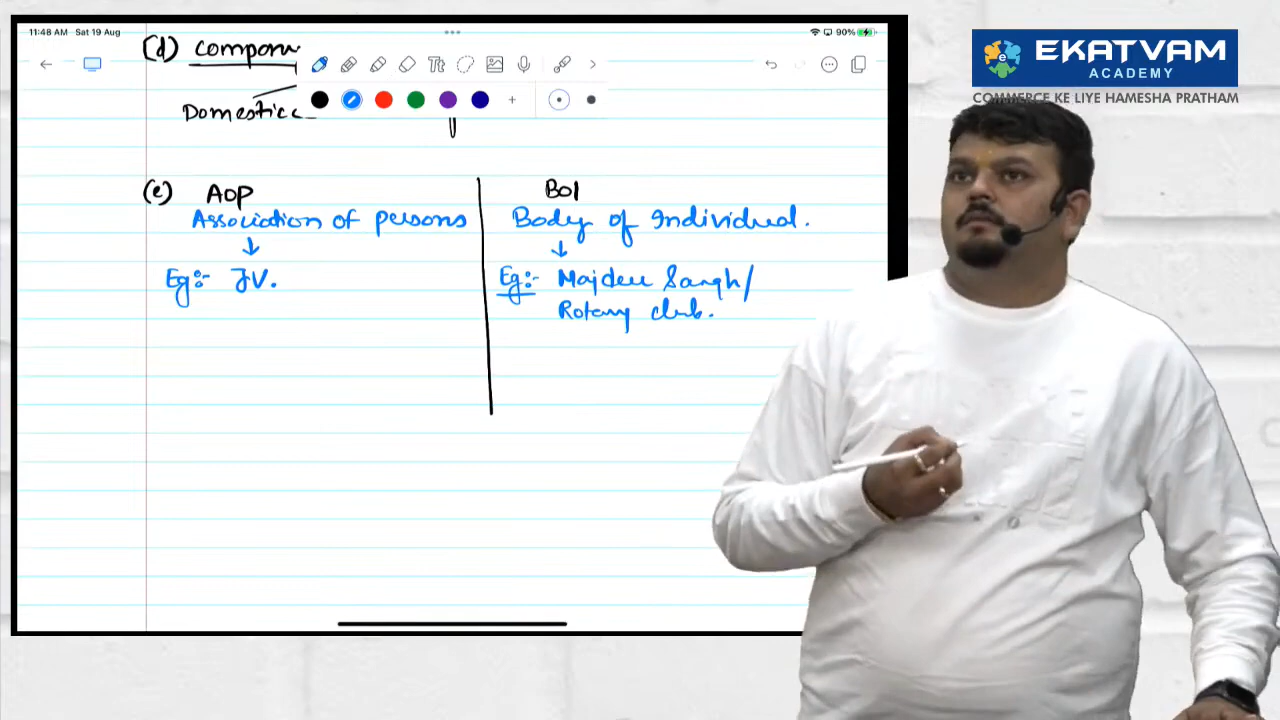 11:48 AM Sat 19 Aug
90%
EKATVAM
ACADEMY
COMMERCE KE LIYE HAMESHA PRATHAM
(d)
Tt
Domestic
(e) AOP
Association of persons
Eg:- JV.
BOI
Body of Individual.
Eg:- Majdur Sangh/
Rotary club.